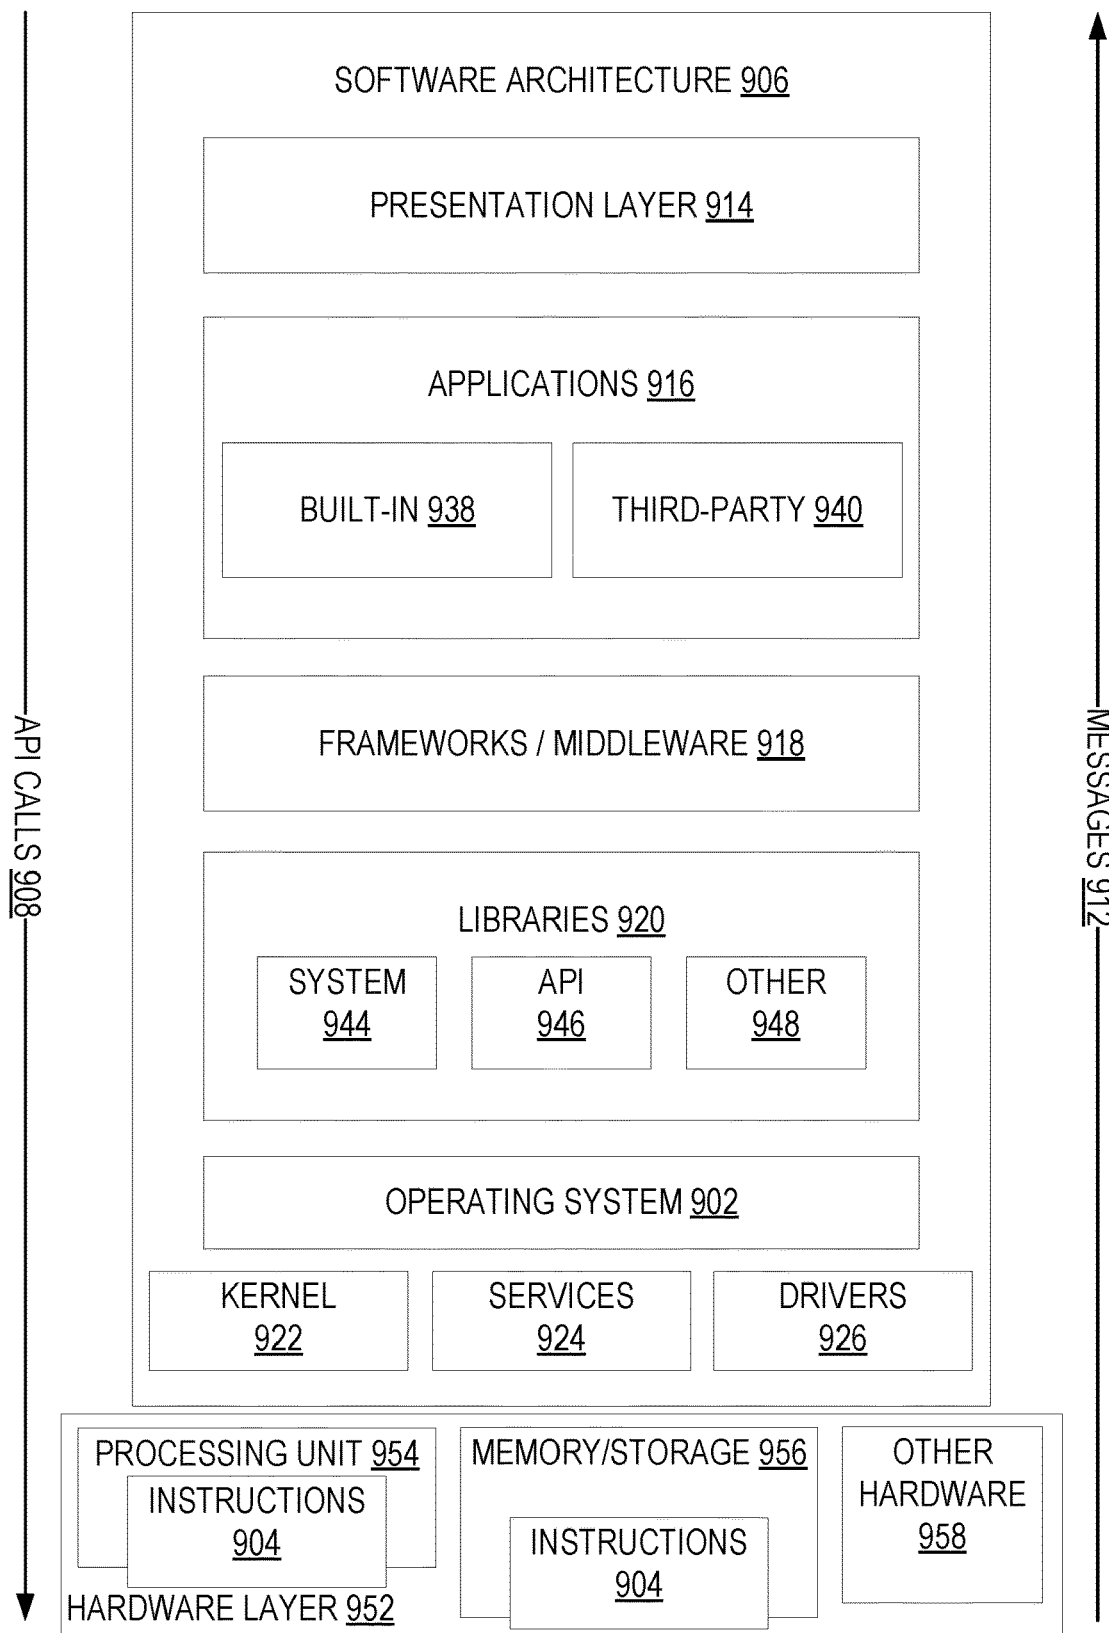 SOFTWARE ARCHITECTURE 906
PRESENTATION LAYER 914
APPLICATIONS 916
BUILT-IN 938
THIRD-PARTY 940
FRAMEWORKS / MIDDLEWARE 918
LIBRARIES 920
SYSTEM
944
API
946
OTHER
948
OPERATING SYSTEM 902
KERNEL
922
SERVICES
924
DRIVERS
926
PROCESSING UNIT 954
INSTRUCTIONS
904
MEMORY/STORAGE 956
INSTRUCTIONS
904
OTHER
HARDWARE
958
HARDWARE LAYER 952
API CALLS 908
MESSAGES 912